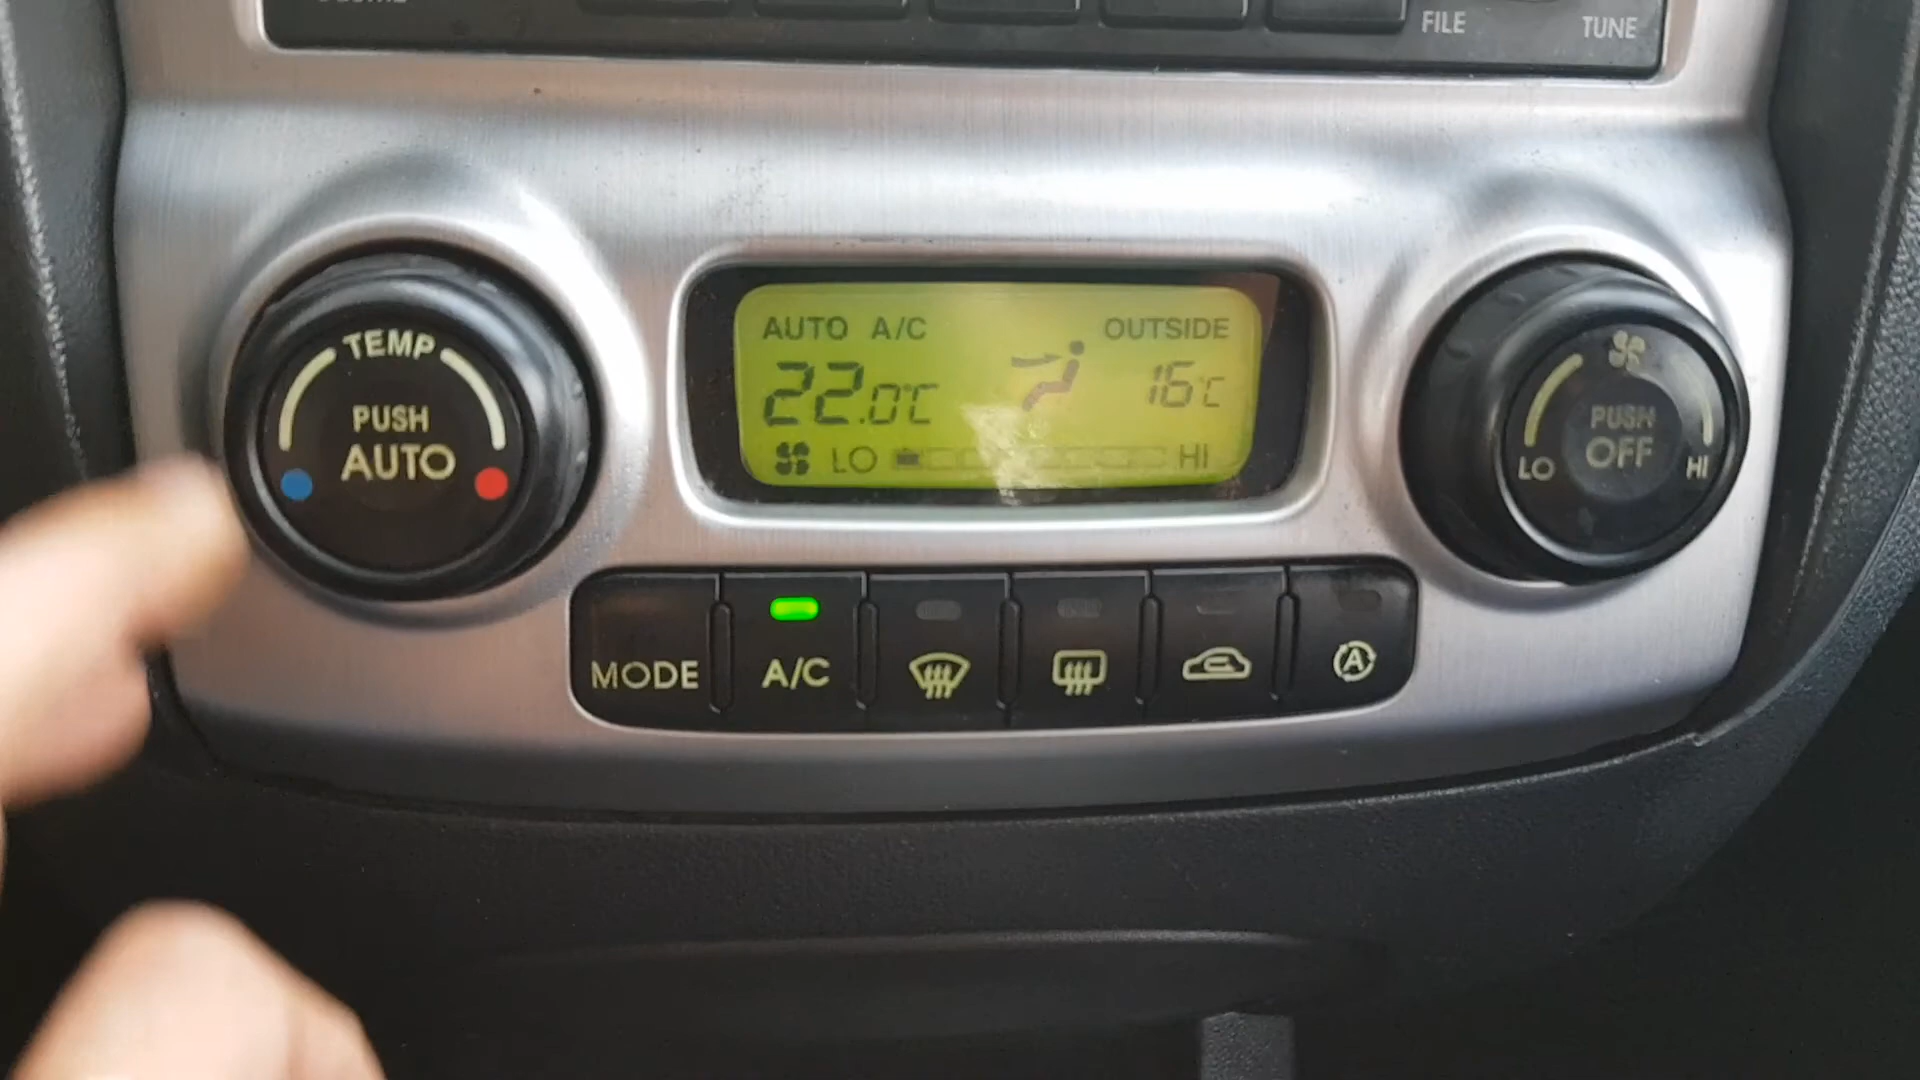 FILE
TUNE
TEMP
PUSH
AUTO
AUTO A/C
OUTSIDE
22.0°C
16°C
LO
HI
PUSH
OFF
LO
HI
MODE
A/C
A